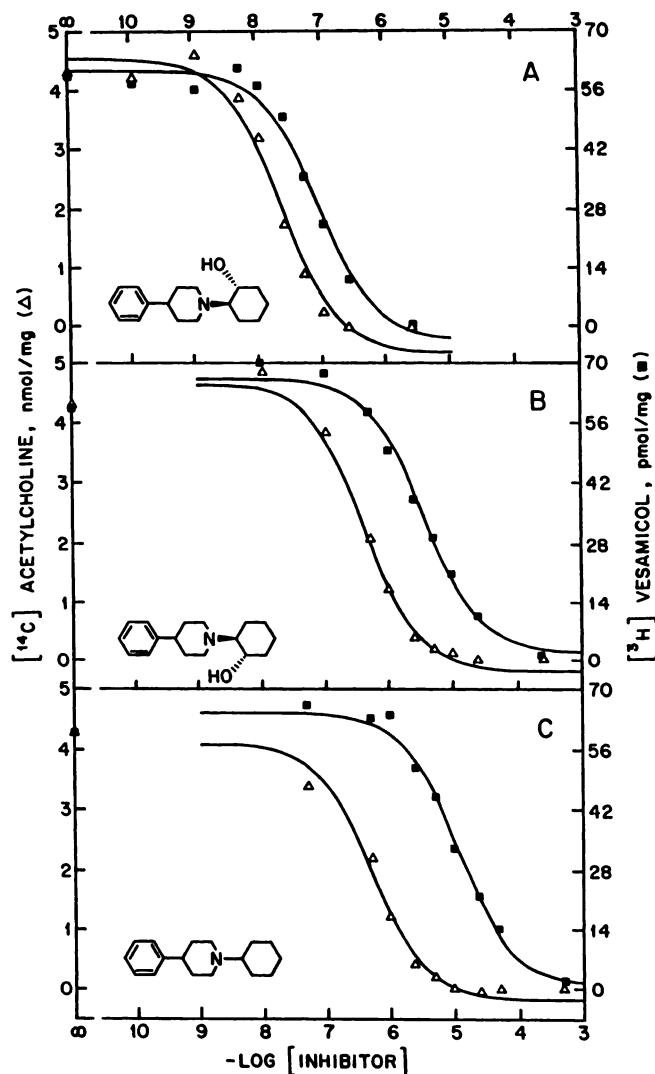 ∞ 10 9 8 7 6 5 4 3
5
4
3
2
1
0
70
56
42
28
14
0
A
HO
N
5
4
3
2
1
0
70
56
42
28
14
0
B
N
HO
5
4
3
2
1
0
70
56
42
28
14
0
C
N
[14C] ACETYLCHOLINE, nmol/mg (△)
[3H] VESAMICOL, pmol/mg (■)
∞ 10 9 8 7 6 5 4 3
-LOG [INHIBITOR]